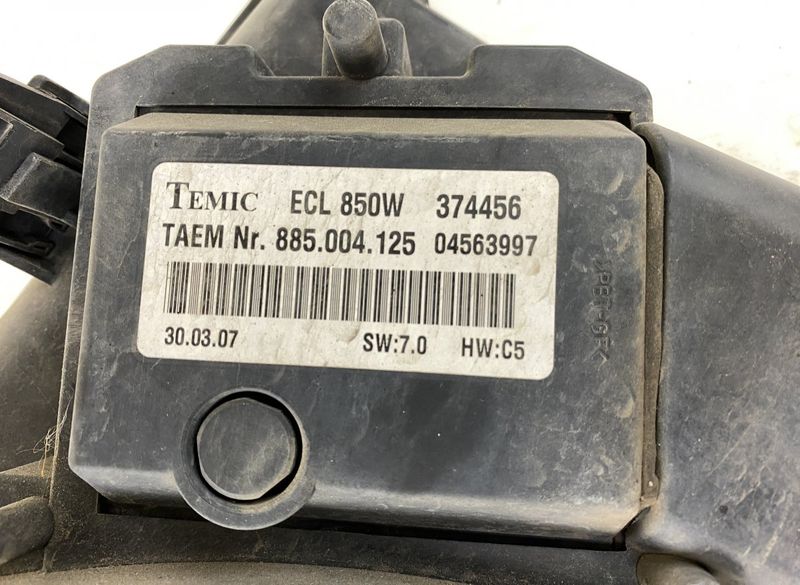 TEMIC ECL 850W 374456
TAEM Nr. 885.004.125 04563997
30.03.07 SW:7.0 HW:C5